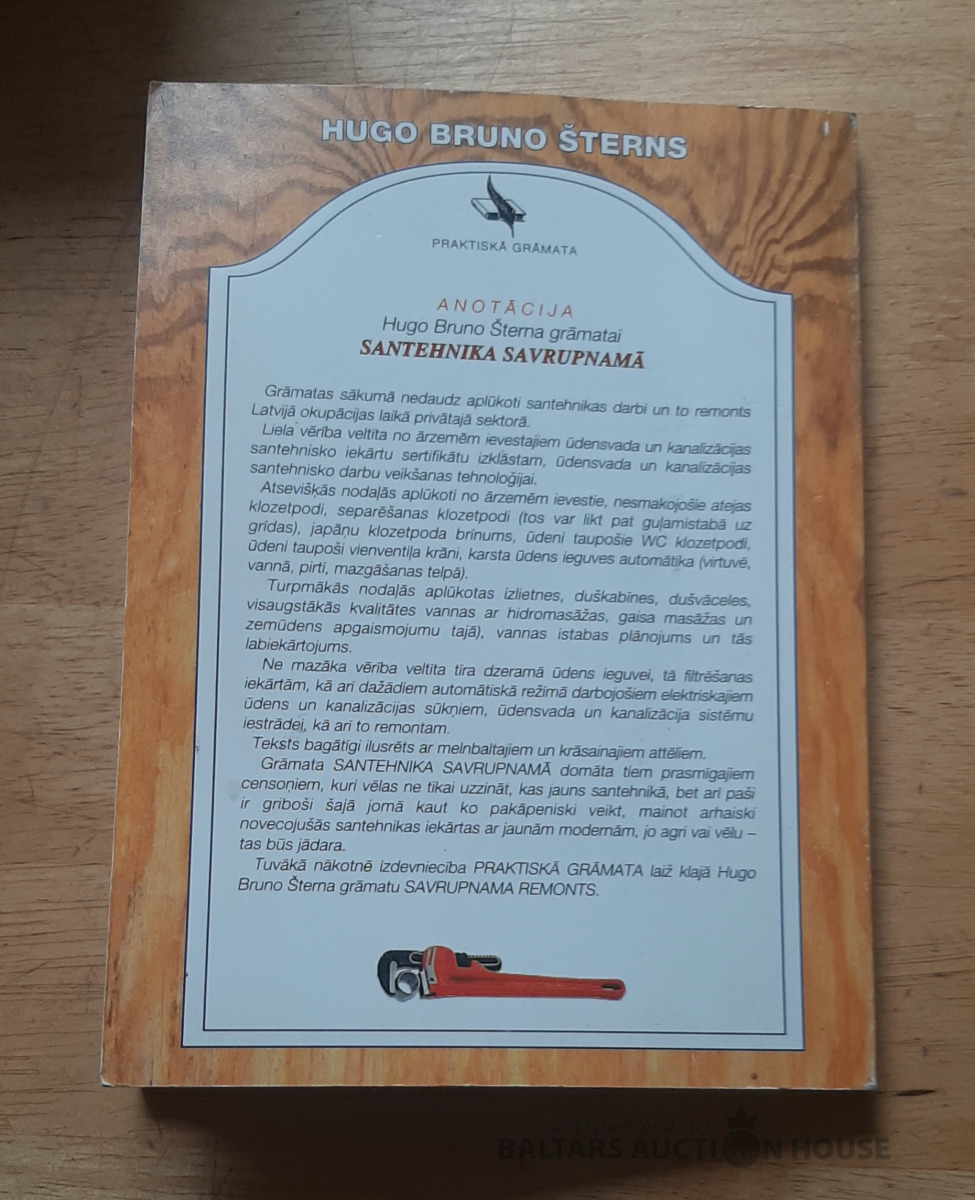 HUGO BRUNO ŠTERNS
PRAKTISKĀ GRĀMATA
ANOTĀCIJA
Hugo Bruno Šterna grāmatai
SANTEHNIKA SAVRUPNAMĀ
Grāmatas sākumā nedaudz aplūkoti santehnikas darbi un to remonts
Latvijā okupācijas laikā privātajā sektorā.
Liela vērība veltīta no ārzemēm ievestajiem ūdensvada un kanalizācijas
santehnisko iekārtu sertifikātu izklāstam, ūdensvada un kanalizācijas
santehnisko darbu veikšanas tehnoloģijai.
Atsevišķās nodaļās aplūkoti no ārzemēm ievestie, nesmakojošie atejas
klozetpodi, separēšanas klozetpodi (tos var likt pat guļamistabā uz
grīdas), japāņu klozetpoda brīnums, ūdeni taupošie WC klozetpodi,
ūdeni taupoši vienventiļa krāni, karsta ūdens ieguves automātika (virtuvē,
vannā, pirtī, mazgāšanas telpā).
Turpmākās nodaļās aplūkotas izlietnes, duškabīnes, dušvāceles,
visaugstākās kvalitātes vannas ar hidromasāžas, gaisa masāžas un
zemūdens apgaismojumu tajā), vannas istabas plānojums un tās
labiekārtojums.
Ne mazāka vērība veltīta tīra dzeramā ūdens ieguvei, tā filtrēšanas
iekārtām, kā arī dažādiem automātiskā režīmā darbojošiem elektriskajiem
ūdens un kanalizācijas sūkņiem, ūdensvada un kanalizācija sistēmu
iestrādei, kā arī to remontam.
Teksts bagātīgi ilusrēts ar melnbaltajiem un krāsainajiem attēliem.
Grāmata SANTEHNIKA SAVRUPNAMĀ domāta tiem prasmīgajiem
censoņiem, kuri vēlas ne tikai uzzināt, kas jauns santehnikā, bet arī paši
ir griboši šajā jomā kaut ko pakāpeniski veikt, mainot arhaiski
novecojušās santehnikas iekārtas ar jaunām modernām, jo agri vai vēlu –
tas būs jādara.
Tuvākā nākotnē izdevniecība PRAKTISKĀ GRĀMATA laiž klajā Hugo
Bruno Šterna grāmatu SAVRUPNAMA REMONTS.
antiques and art
BALTARS AUCTION HOUSE